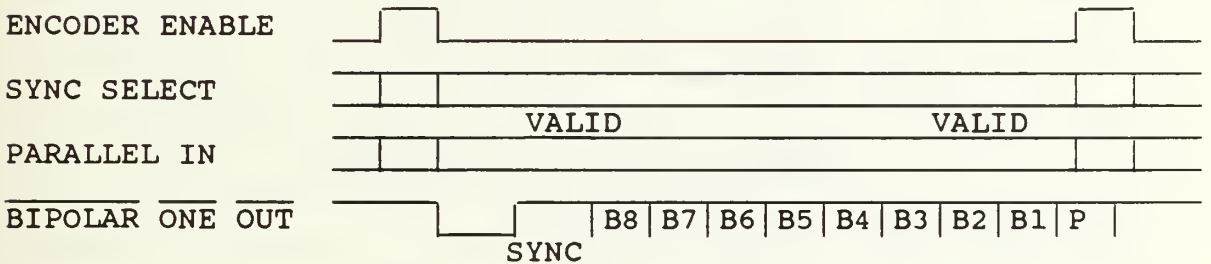 ENCODER ENABLE
SYNC SELECT
VALID VALID
PARALLEL IN
BIPOLAR ONE OUT B8 B7 B6 B5 B4 B3 B2 B1 P
SYNC